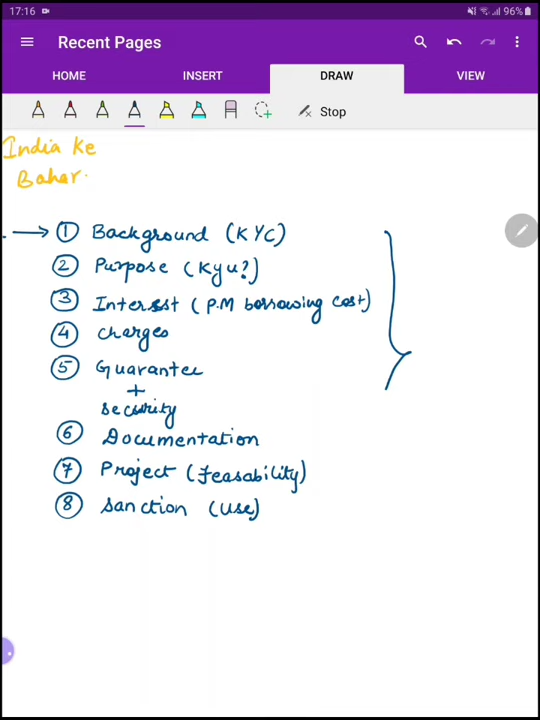 17:16 96%
Recent Pages
HOME INSERT DRAW VIEW
Stop
India Ke
Bahar.
① Background (KYC)
② Purpose (Kyu?)
③ Interest (P.M borrowing cost)
④ Charges
⑤ Guarantee
+
security
⑥ Documentation
⑦ Project (feasability)
⑧ Sanction (use)